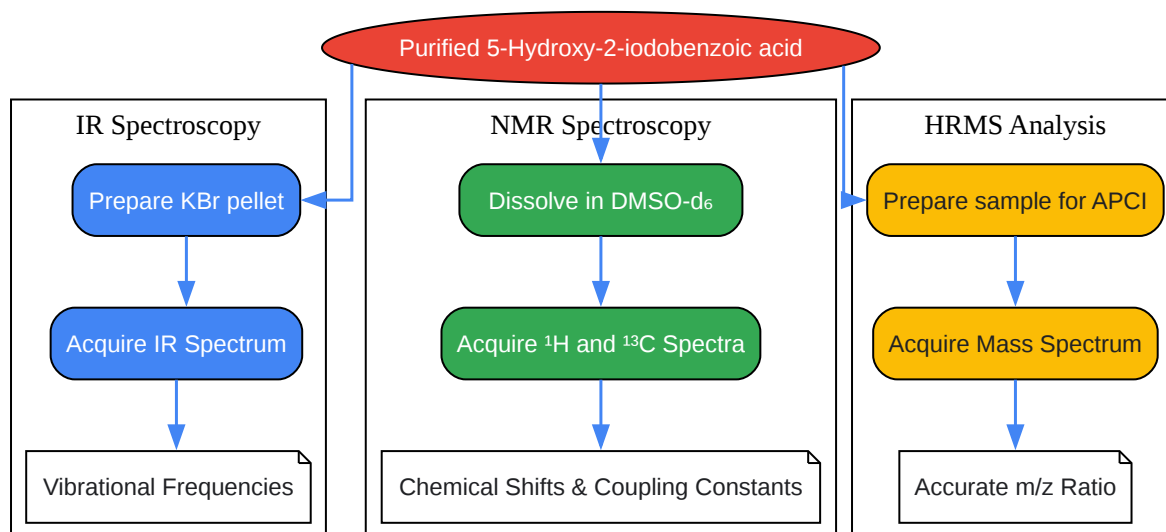 Purified 5-Hydroxy-2-iodobenzoic acid
IR Spectroscopy
Prepare KBr pellet
Acquire IR Spectrum
Vibrational Frequencies
NMR Spectroscopy
Dissolve in DMSO-d₆
Acquire ¹H and ¹³C Spectra
Chemical Shifts & Coupling Constants
HRMS Analysis
Prepare sample for APCI
Acquire Mass Spectrum
Accurate m/z Ratio